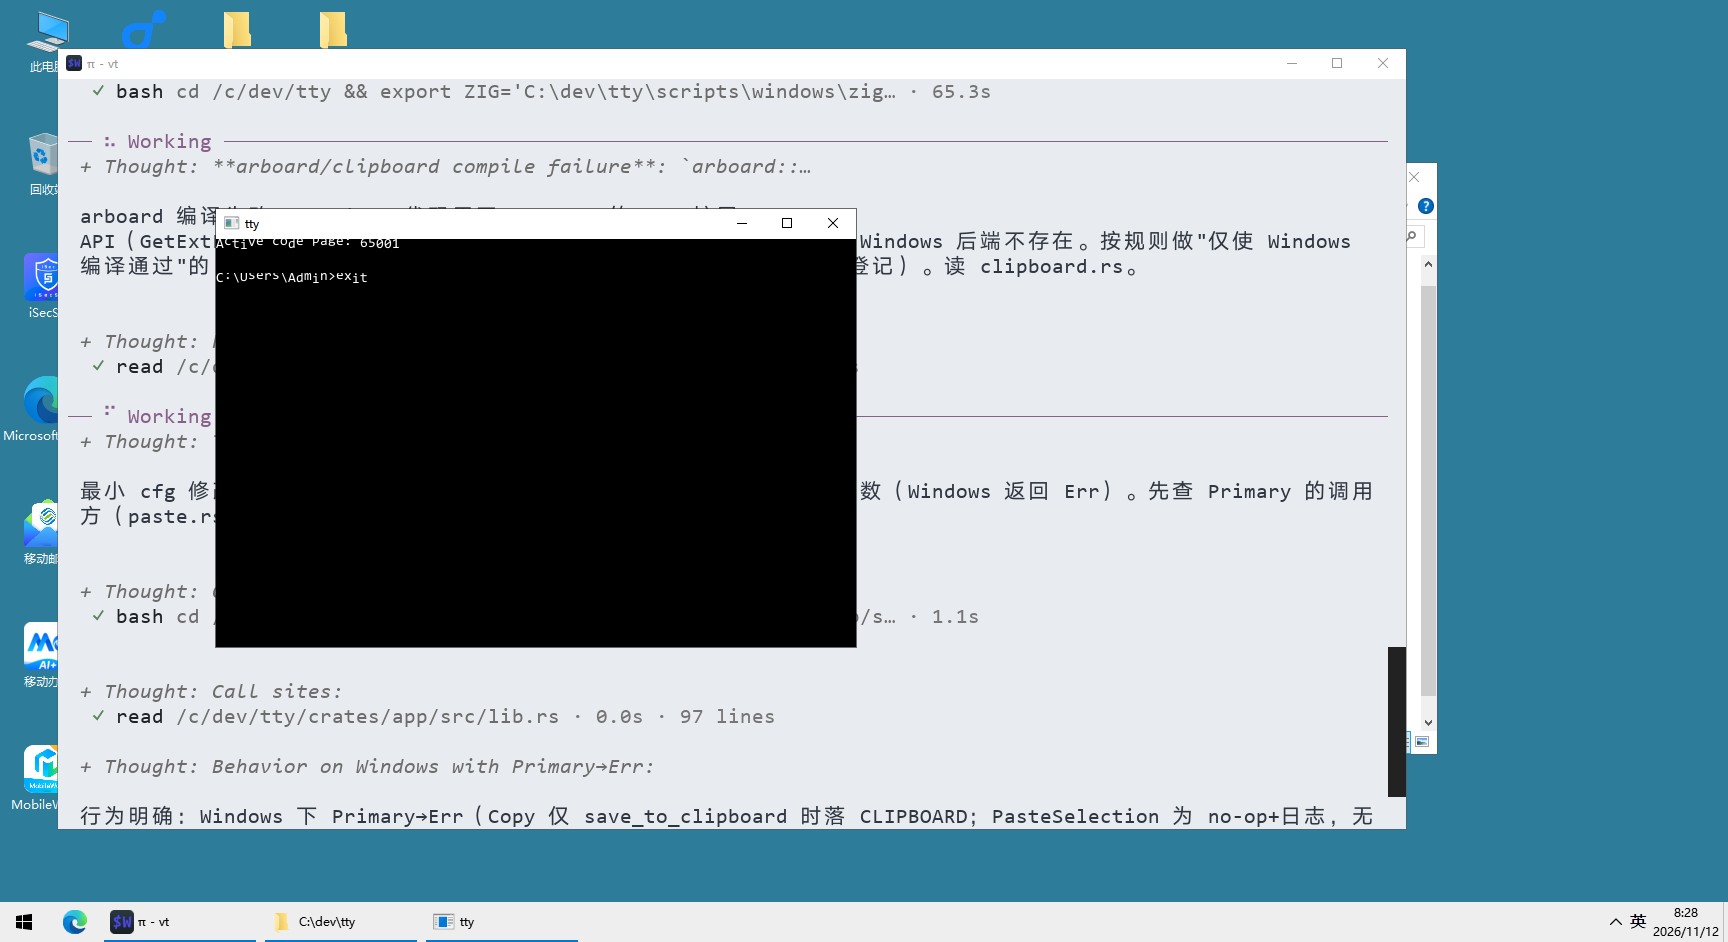 此电
回收
iSecS
Microsoft
移动邮
移动办
MobileW
π - vt
✓ bash cd /c/dev/tty && export ZIG='C:\dev\tty\scripts\windows\zig… · 65.3s
Working
+ Thought: **arboard/clipboard compile failure**: `arboard::…
arboard 编译
API（GetExt
Windows 后端不存在。按规则做"仅使 Windows
编译通过"的
登记）。读 clipboard.rs。
+ Thought:
✓ read /c/
Working
+ Thought:
最小 cfg 修
数（Windows 返回 Err）。先查 Primary 的调用
方（paste.rs
+ Thought:
✓ bash cd
/s… · 1.1s
+ Thought: Call sites:
✓ read /c/dev/tty/crates/app/src/lib.rs · 0.0s · 97 lines
+ Thought: Behavior on Windows with Primary→Err:
行为明确: Windows 下 Primary→Err（Copy 仅 save_to_clipboard 时落 CLIPBOARD; PasteSelection 为 no-op+日志, 无
tty
Active code Page: 65001
C:\Users\Admin>exit
π - vt
C:\dev\tty
tty
英
8:28
2026/11/12